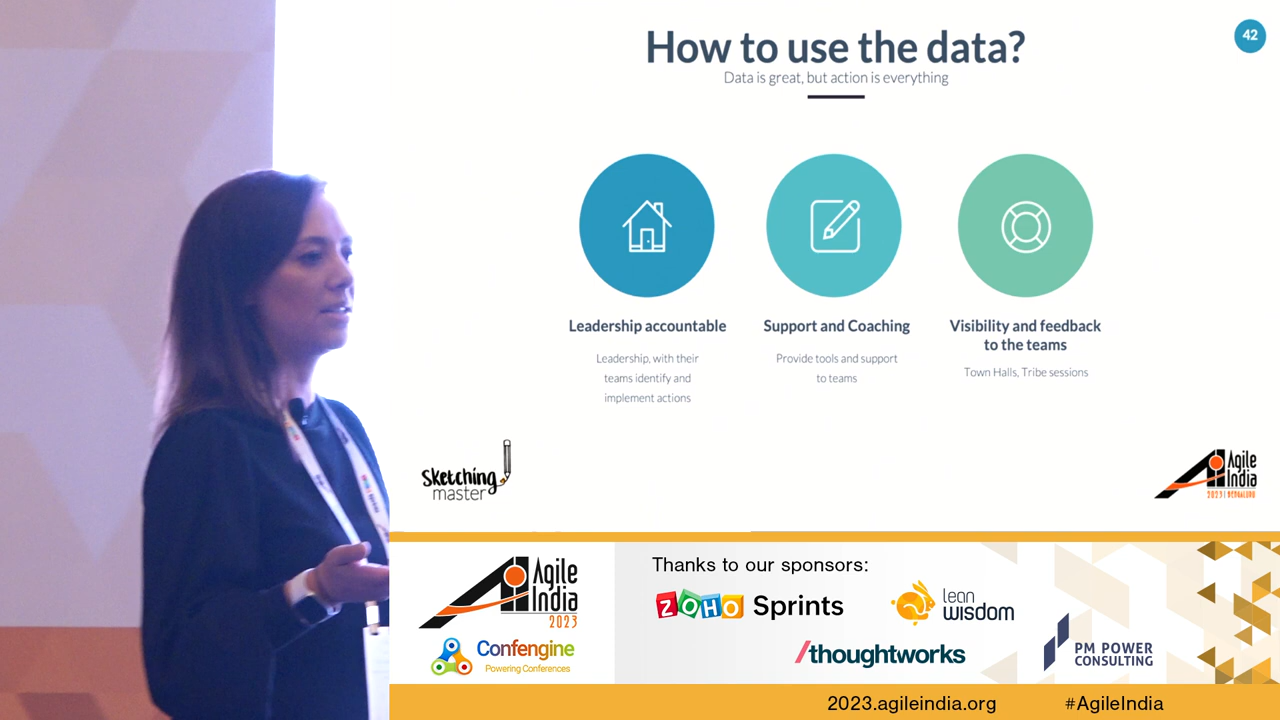 How to use the data?
42
Data is great, but action is everything
Leadership accountable
Leadership, with their
teams identify and
implement actions
Support and Coaching
Provide tools and support
to teams
Visibility and feedback
to the teams
Town Halls, Tribe sessions
Sketching
master
Agile
India
2023 | BENGALURU
Agile
India
2023
Confengine
Powering Conferences
Thanks to our sponsors:
ZOHO Sprints
lean
wisdom
/thoughtworks
PM POWER
CONSULTING
2023.agileindia.org
#AgileIndia